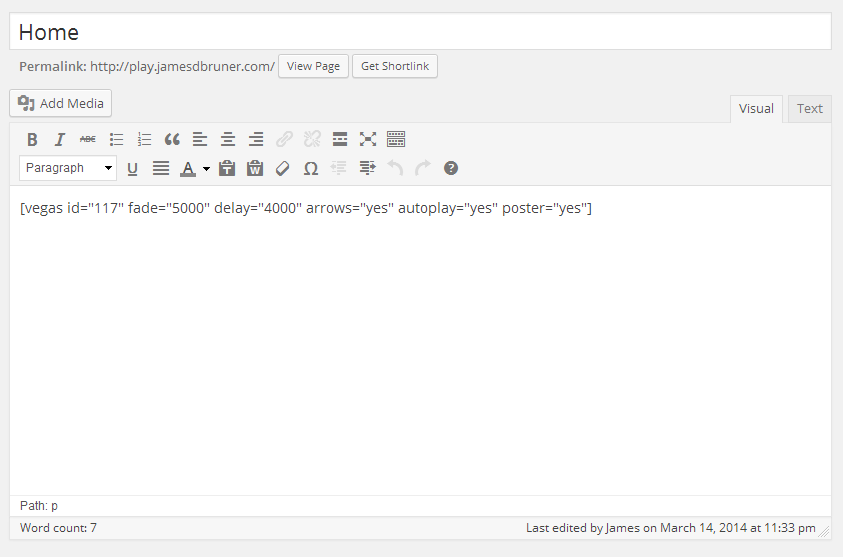 Home
Permalink: http://play.jamesdbruner.com/ View Page Get Shortlink
Add Media
Visual Text
B I ABC
Paragraph U A T W Ω ?
[vegas id="117" fade="5000" delay="4000" arrows="yes" autoplay="yes" poster="yes"]
Path: p
Word count: 7 Last edited by James on March 14, 2014 at 11:33 pm